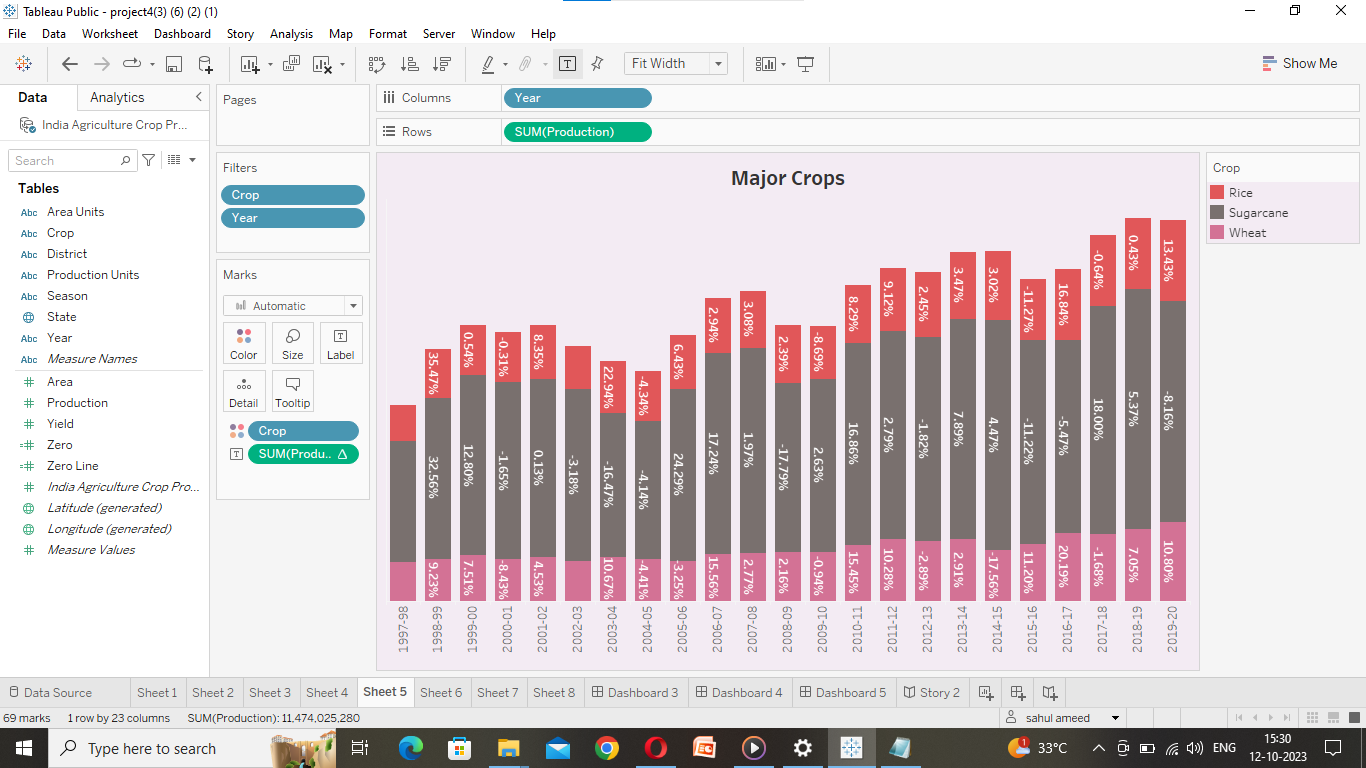 Tableau Public - project4(3) (6) (2) (1)
File Data Worksheet Dashboard Story Analysis Map Format Server Window Help
Fit Width
Show Me
Data Analytics
India Agriculture Crop Pr...
Search
Tables
Abc Area Units
Abc Crop
Abc District
Abc Production Units
Abc Season
State
Abc Year
Abc Measure Names
Area
Production
Yield
Zero
Zero Line
India Agriculture Crop Pro...
Latitude (generated)
Longitude (generated)
Measure Values
Pages
Filters
Crop
Year
Marks
Automatic
Color Size Label
Detail Tooltip
Crop
SUM(Produ.. Δ
Columns Year
Rows SUM(Production)
Major Crops
35.47% 0.54% -0.31% 8.35% 22.94% -4.34% 6.43% 2.94% 3.08% 2.39% -8.69% 8.29% 9.12% 2.45% 3.47% 3.02% -11.27% 16.84% -0.64% 0.43% 13.43%
32.56% 12.80% -1.65% 0.13% -3.18% -16.47% -4.14% 24.29% 17.24% 1.97% -17.79% 2.63% 16.86% 2.79% -1.82% 7.89% 4.47% -11.22% -5.47% 18.00% 5.37% -8.16%
9.23% 7.51% -8.43% 4.53% 10.67% -4.41% -3.25% 15.56% 2.77% 2.16% -0.94% 15.45% 10.28% -2.89% 2.91% -17.56% 11.20% 20.19% -1.68% 7.05% 10.80%
1997-98 1998-99 1999-00 2000-01 2001-02 2002-03 2003-04 2004-05 2005-06 2006-07 2007-08 2008-09 2009-10 2010-11 2011-12 2012-13 2013-14 2014-15 2015-16 2016-17 2017-18 2018-19 2019-20
Crop
Rice
Sugarcane
Wheat
Data Source Sheet 1 Sheet 2 Sheet 3 Sheet 4 Sheet 5 Sheet 6 Sheet 7 Sheet 8 Dashboard 3 Dashboard 4 Dashboard 5 Story 2
69 marks 1 row by 23 columns SUM(Production): 11,474,025,280 sahul ameed
Type here to search
1 33°C ENG
15:30
12-10-2023